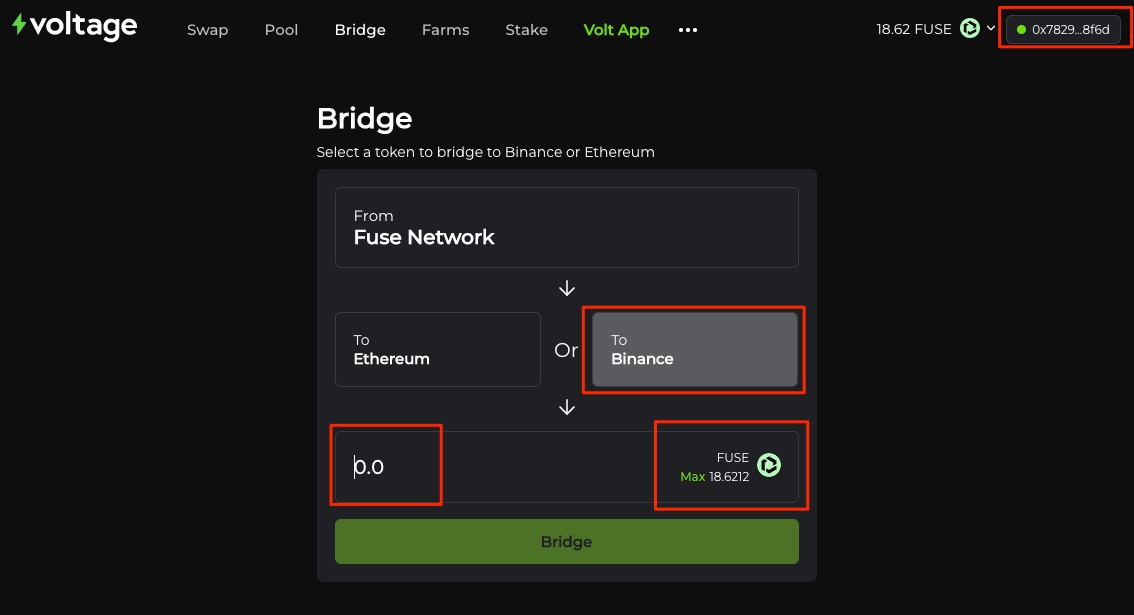 voltage
Swap Pool Bridge Farms Stake Volt App ••• 18.62 FUSE 0x7829...8f6d
Bridge
Select a token to bridge to Binance or Ethereum
From
Fuse Network
To
Ethereum
Or
To
Binance
0.0
FUSE
Max 18.6212
Bridge